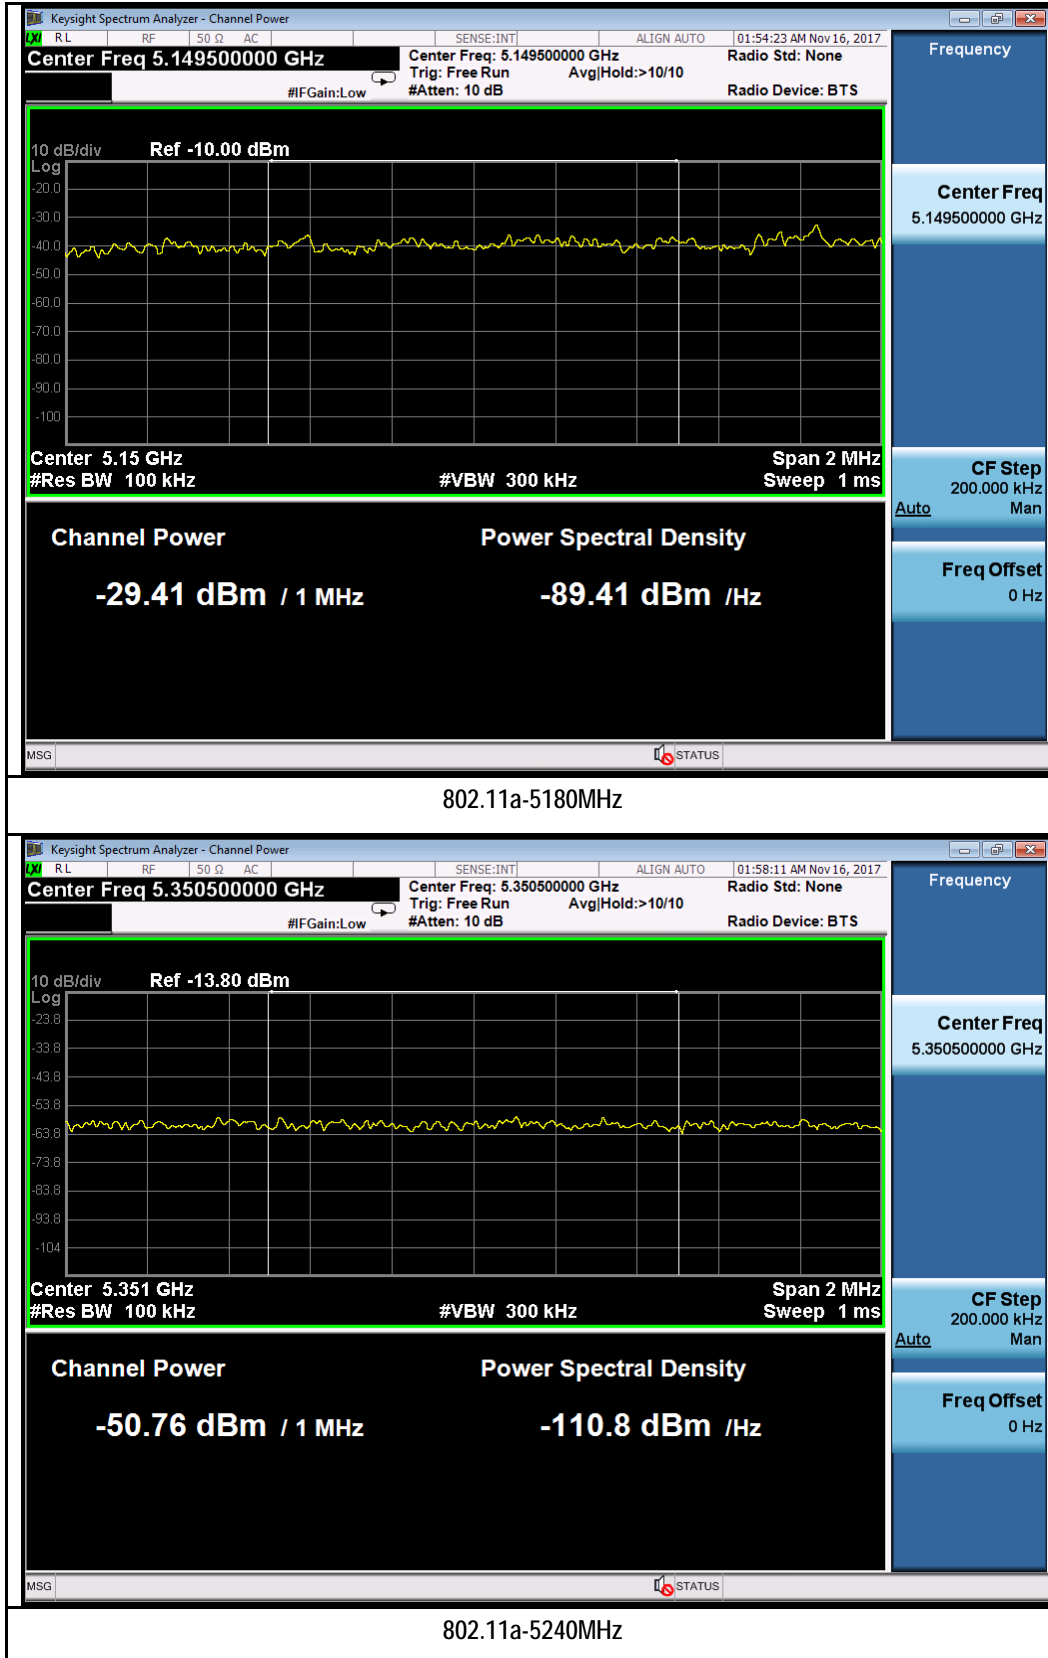 Keysight Spectrum Analyzer - Channel Power
LXI RL RF 50 Ω AC SENSE:INT ALIGN AUTO 01:54:23 AM Nov 16, 2017
Center Freq 5.149500000 GHz Center Freq: 5.149500000 GHz Radio Std: None Frequency
Trig: Free Run Avg|Hold:>10/10
#IFGain:Low #Atten: 10 dB Radio Device: BTS
10 dB/div Ref -10.00 dBm
Log
-20.0
-30.0
-40.0
-50.0
-60.0
-70.0
-80.0
-90.0
-100
Center Freq
5.149500000 GHz
Center 5.15 GHz Span 2 MHz
#Res BW 100 kHz #VBW 300 kHz Sweep 1 ms
CF Step
200.000 kHz
Auto Man
Channel Power Power Spectral Density
-29.41 dBm / 1 MHz -89.41 dBm /Hz
Freq Offset
0 Hz
MSG STATUS
802.11a-5180MHz
Keysight Spectrum Analyzer - Channel Power
LXI RL RF 50 Ω AC SENSE:INT ALIGN AUTO 01:58:11 AM Nov 16, 2017
Center Freq 5.350500000 GHz Center Freq: 5.350500000 GHz Radio Std: None Frequency
Trig: Free Run Avg|Hold:>10/10
#IFGain:Low #Atten: 10 dB Radio Device: BTS
10 dB/div Ref -13.80 dBm
Log
-23.8
-33.8
-43.8
-53.8
-63.8
-73.8
-83.8
-93.8
-104
Center Freq
5.350500000 GHz
Center 5.351 GHz Span 2 MHz
#Res BW 100 kHz #VBW 300 kHz Sweep 1 ms
CF Step
200.000 kHz
Auto Man
Channel Power Power Spectral Density
-50.76 dBm / 1 MHz -110.8 dBm /Hz
Freq Offset
0 Hz
MSG STATUS
802.11a-5240MHz